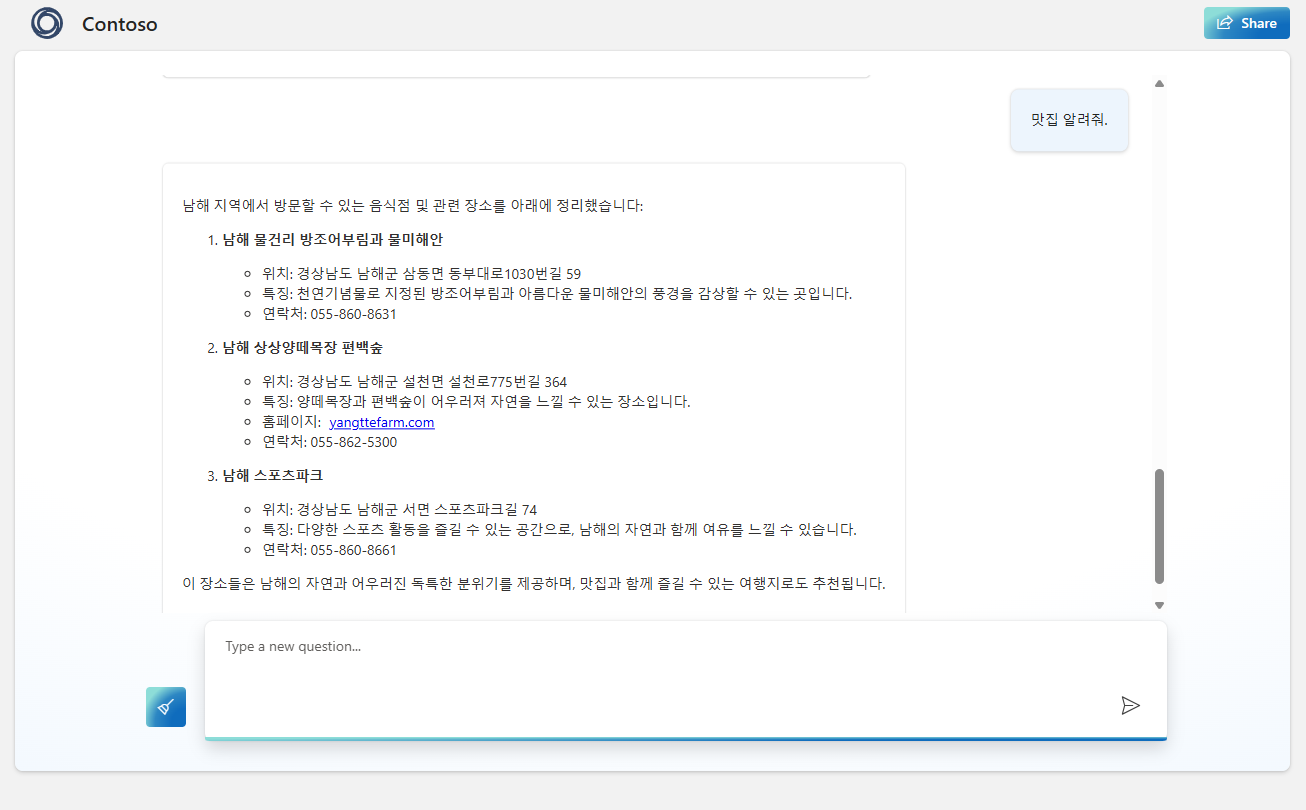 Contoso
Share
맛집 알려줘.
남해 지역에서 방문할 수 있는 음식점 및 관련 장소를 아래에 정리했습니다:
1. 남해 물건리 방조어부림과 물미해안
위치: 경상남도 남해군 삼동면 동부대로1030번길 59
특징: 천연기념물로 지정된 방조어부림과 아름다운 물미해안의 풍경을 감상할 수 있는 곳입니다.
연락처: 055-860-8631
2. 남해 상상양떼목장 편백숲
위치: 경상남도 남해군 설천면 설천로775번길 364
특징: 양떼목장과 편백숲이 어우러져 자연을 느낄 수 있는 장소입니다.
홈페이지: yangttefarm.com
연락처: 055-862-5300
3. 남해 스포츠파크
위치: 경상남도 남해군 서면 스포츠파크길 74
특징: 다양한 스포츠 활동을 즐길 수 있는 공간으로, 남해의 자연과 함께 여유를 느낄 수 있습니다.
연락처: 055-860-8661
이 장소들은 남해의 자연과 어우러진 독특한 분위기를 제공하며, 맛집과 함께 즐길 수 있는 여행지로도 추천됩니다.
Type a new question...